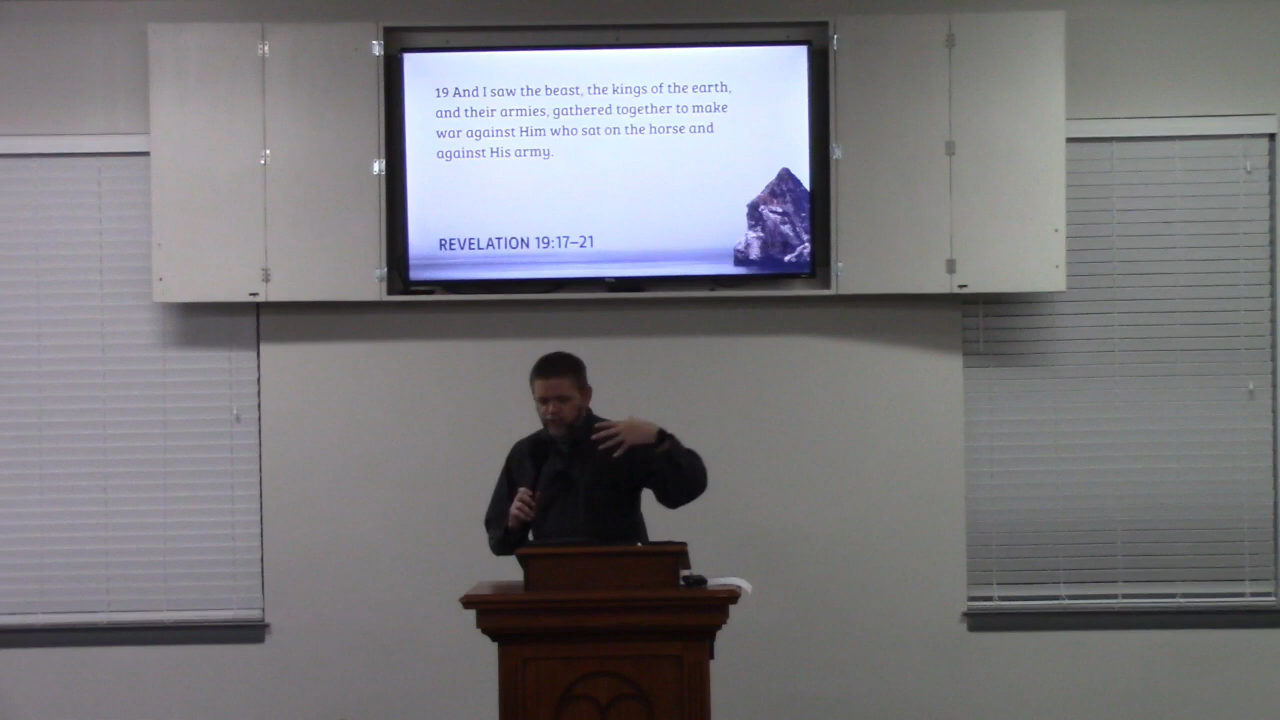 19 And I saw the beast, the kings of the earth,
and their armies, gathered together to make
war against Him who sat on the horse and
against His army.
REVELATION 19:17–21